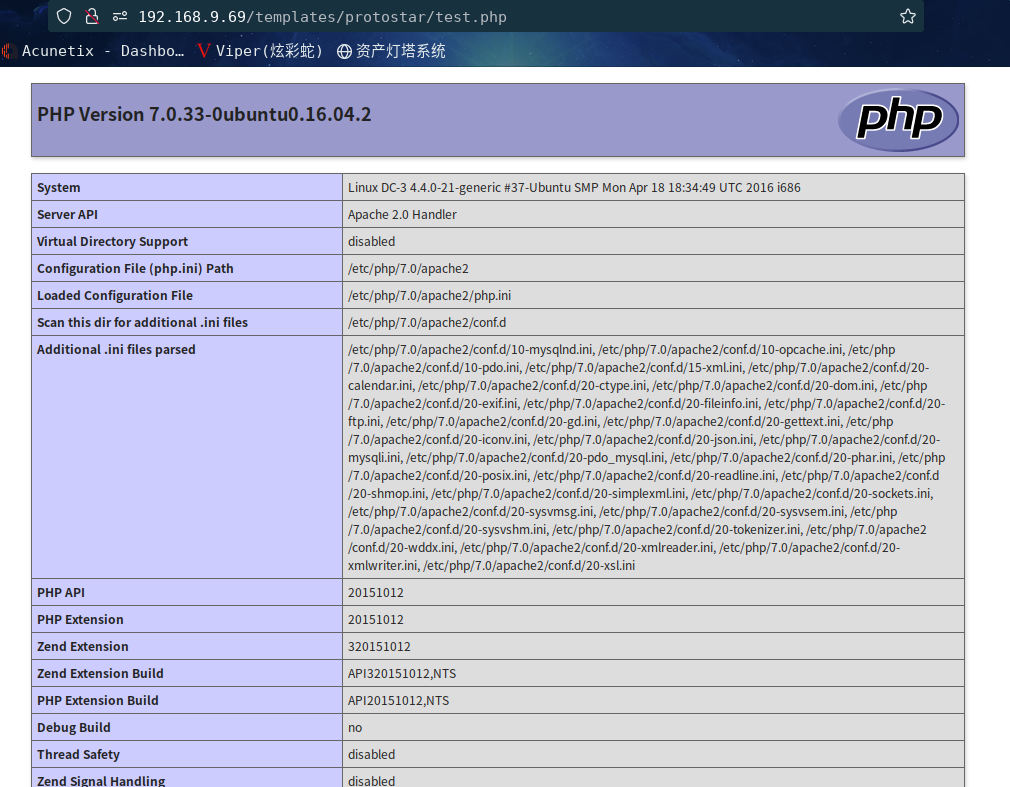 192.168.9.69/templates/protostar/test.php
Acunetix - Dashbo… Viper(炫彩蛇) 资产灯塔系统
PHP Version 7.0.33-0ubuntu0.16.04.2
php
System Linux DC-3 4.4.0-21-generic #37-Ubuntu SMP Mon Apr 18 18:34:49 UTC 2016 i686
Server API Apache 2.0 Handler
Virtual Directory Support disabled
Configuration File (php.ini) Path /etc/php/7.0/apache2
Loaded Configuration File /etc/php/7.0/apache2/php.ini
Scan this dir for additional .ini files /etc/php/7.0/apache2/conf.d
Additional .ini files parsed /etc/php/7.0/apache2/conf.d/10-mysqlnd.ini, /etc/php/7.0/apache2/conf.d/10-opcache.ini, /etc/php
/7.0/apache2/conf.d/10-pdo.ini, /etc/php/7.0/apache2/conf.d/15-xml.ini, /etc/php/7.0/apache2/conf.d/20-
calendar.ini, /etc/php/7.0/apache2/conf.d/20-ctype.ini, /etc/php/7.0/apache2/conf.d/20-dom.ini, /etc/php
/7.0/apache2/conf.d/20-exif.ini, /etc/php/7.0/apache2/conf.d/20-fileinfo.ini, /etc/php/7.0/apache2/conf.d/20-
ftp.ini, /etc/php/7.0/apache2/conf.d/20-gd.ini, /etc/php/7.0/apache2/conf.d/20-gettext.ini, /etc/php
/7.0/apache2/conf.d/20-iconv.ini, /etc/php/7.0/apache2/conf.d/20-json.ini, /etc/php/7.0/apache2/conf.d/20-
mysqli.ini, /etc/php/7.0/apache2/conf.d/20-pdo_mysql.ini, /etc/php/7.0/apache2/conf.d/20-phar.ini, /etc/php
/7.0/apache2/conf.d/20-posix.ini, /etc/php/7.0/apache2/conf.d/20-readline.ini, /etc/php/7.0/apache2/conf.d
/20-shmop.ini, /etc/php/7.0/apache2/conf.d/20-simplexml.ini, /etc/php/7.0/apache2/conf.d/20-sockets.ini,
/etc/php/7.0/apache2/conf.d/20-sysvmsg.ini, /etc/php/7.0/apache2/conf.d/20-sysvsem.ini, /etc/php
/7.0/apache2/conf.d/20-sysvshm.ini, /etc/php/7.0/apache2/conf.d/20-tokenizer.ini, /etc/php/7.0/apache2
/conf.d/20-wddx.ini, /etc/php/7.0/apache2/conf.d/20-xmlreader.ini, /etc/php/7.0/apache2/conf.d/20-
xmlwriter.ini, /etc/php/7.0/apache2/conf.d/20-xsl.ini
PHP API 20151012
PHP Extension 20151012
Zend Extension 320151012
Zend Extension Build API320151012,NTS
PHP Extension Build API20151012,NTS
Debug Build no
Thread Safety disabled
Zend Signal Handling disabled